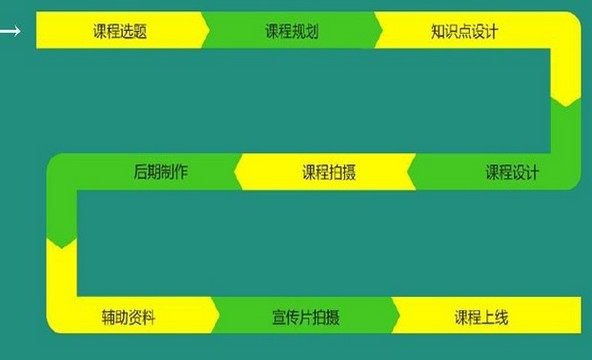 课程选题
课程规划
知识点设计
课程设计
课程拍摄
后期制作
辅助资料
宣传片拍摄
课程上线